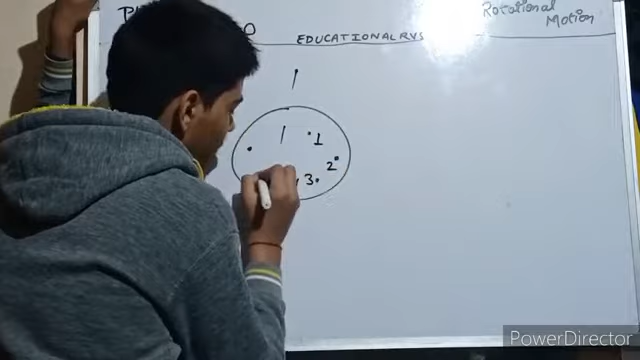 O EDUCATIONALRVS
Rotational
Motion
1
2
3
PowerDirector